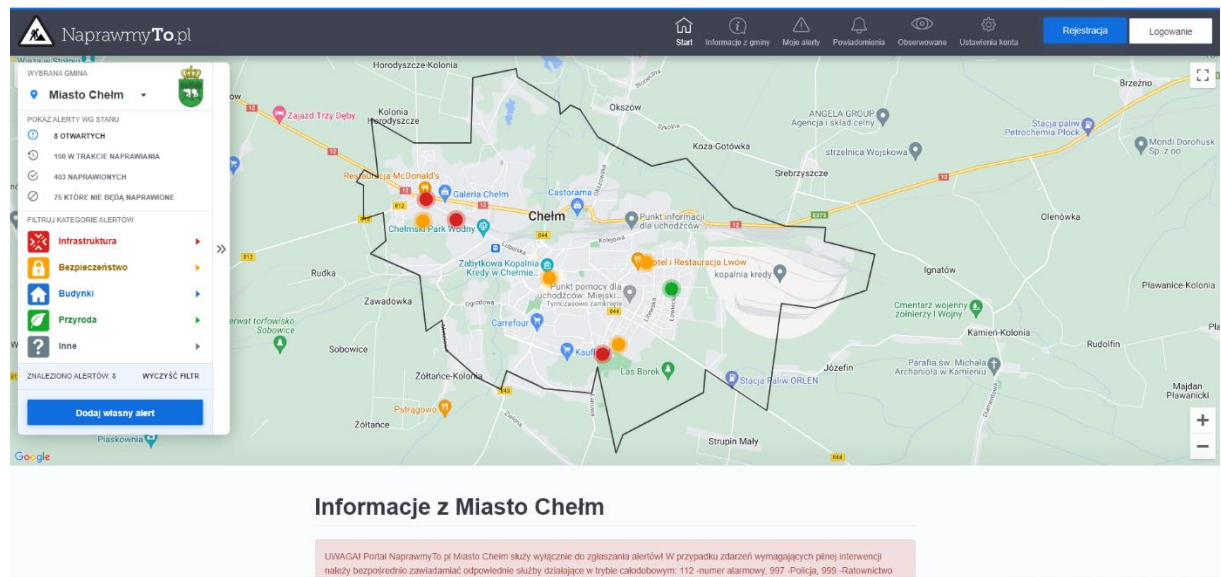 NaprawmyTo.pl
Start
Informacje z gminy
Moje alerty
Powiadomienia
Obserwowane
Ustawienia konta
Rejestracja
Logowanie
WYBRANA GMINA
Miasto Chełm
POKAŻ ALERTY WG STANU
8 OTWARTYCH
100 W TRAKCIE NAPRAWIANIA
403 NAPRAWIONYCH
75 KTÓRE NIE BĘDĄ NAPRAWIONE
FILTRUJ KATEGORIE ALERTÓW
Infrastruktura
Bezpieczeństwo
Budynki
Przyroda
Inne
ZNALEZIONO ALERTÓW: 8 WYCZYŚĆ FILTR
Dodaj własny alert
Piaskownia
Google
Horodyszcze-Kolonia
Kolonia
Horodyszcze
Zajazd Trzy Dęby
12
Okszów
Koza-Gotówka
ANGELA GROUP
Agencja i skład celny
strzelnica Wojskowa
Srebrzyszcze
Brzeźno
Stacja paliw
Petrochemia Płock
Mondi Dorohusk
Sp. z oo
Olenówka
Restauracja McDonald's
Galeria Chełm
Castorama
Chełm
Chełmski Park Wodny
Punkt informacji
dla uchodźców
812
844
Kolejowa
Lubelska
Rudka
Zabytkowa Kopalnia
Kredy w Chełmie...
Hotel i Restauracja Lwów
kopalnia kredy
Ignatów
Pławanice-Kolonia
Punkt pomocy dla
uchodźców: Miejski...
Tymczasowo zamknięte
Zawadówka
Ogrodowa
Carrefour
Cmentarz wojenny
żołnierzy I Wojny...
Kamień-Kolonia
Rudolfin
Sobowice
Kaufl
Las Borek
Józefin
Parafia św. Michała
Archanioła w
Kamieniu
Stacja Paliw ORLEN
Żółtańce-Kolonia
843
Pstrągowo
Żółtańce
Strupin Mały
844
Majdan
Pławanicki
Informacje z Miasto Chełm
UWAGA! Portal NaprawmyTo.pl Miasto Chełm służy wyłącznie do zgłaszania alertów! W przypadku zdarzeń wymagających pilnej interwencji
należy bezpośrednio zawiadamiać odpowiednie służby działające w trybie całodobowym: 112 -numer alarmowy, 997 -Policja, 999 -Ratownictwo